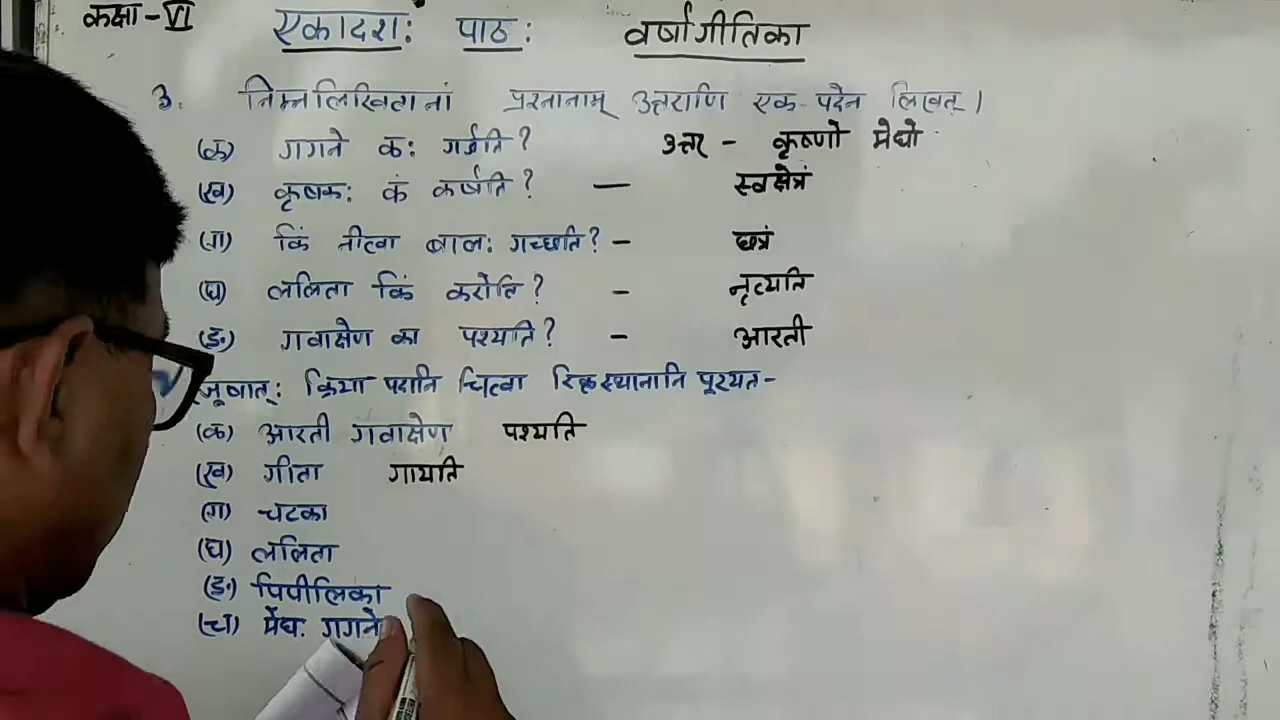 कक्षा - VI
एकादशः पाठः वर्षागीतिका
3. निम्नलिखितानां प्रश्नानाम् उत्तराणि एक-पदेन लिखत्।
(क) गगने कः गर्जति? उत्तर - कृष्णो मेघो
(ख) कृषकः कं कर्षति? — स्वक्षेत्रं
(ग) किं नीत्वा बालः गच्छति? - छत्रं
(घ) ललिता किं करोति? - नृत्यति
(ङ) गवाक्षेण का पश्यति? - आरती
क्रिया पदानि चित्वा रिक्तस्थानानि पूरयत-
(क) आरती गवाक्षेण पश्यति
(ख) गीता गायति
(ग) चटका
(घ) ललिता
(ङ) पिपीलिका
(च) मेघः गगने